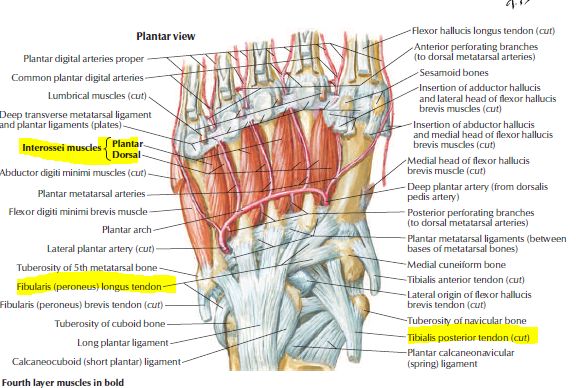 Plantar view
Plantar digital arteries proper
Common plantar digital arteries
Lumbrical muscles (cut)
Deep transverse metatarsal ligament
and plantar ligaments (plates)
Interossei muscles { Plantar
Dorsal
Abductor digiti minimi muscles (cut)
Plantar metatarsal arteries
Flexor digiti minimi brevis muscle
Plantar arch
Lateral plantar artery (cut)
Tuberosity of 5th metatarsal bone
Fibularis (peroneus) longus tendon
Fibularis (peroneus) brevis tendon (cut)
Tuberosity of cuboid bone
Long plantar ligament
Calcaneocuboid (short plantar) ligament
Fourth layer muscles in bold
Flexor hallucis longus tendon (cut)
Anterior perforating branches
(to dorsal metatarsal arteries)
Sesamoid bones
Insertion of adductor hallucis
and lateral head of flexor hallucis
brevis muscles (cut)
Insertion of abductor hallucis
and medial head of flexor hallucis
brevis muscles (cut)
Medial head of flexor hallucis
brevis muscle (cut)
Deep plantar artery (from dorsalis
pedis artery)
Posterior perforating branches
(to dorsal metatarsal arteries)
Plantar metatarsal ligaments (between
bases of metatarsal bones)
Medial cuneiform bone
Tibialis anterior tendon (cut)
Lateral origin of flexor hallucis
brevis tendon (cut)
Tuberosity of navicular bone
Tibialis posterior tendon (cut)
Plantar calcaneonavicular
(spring) ligament